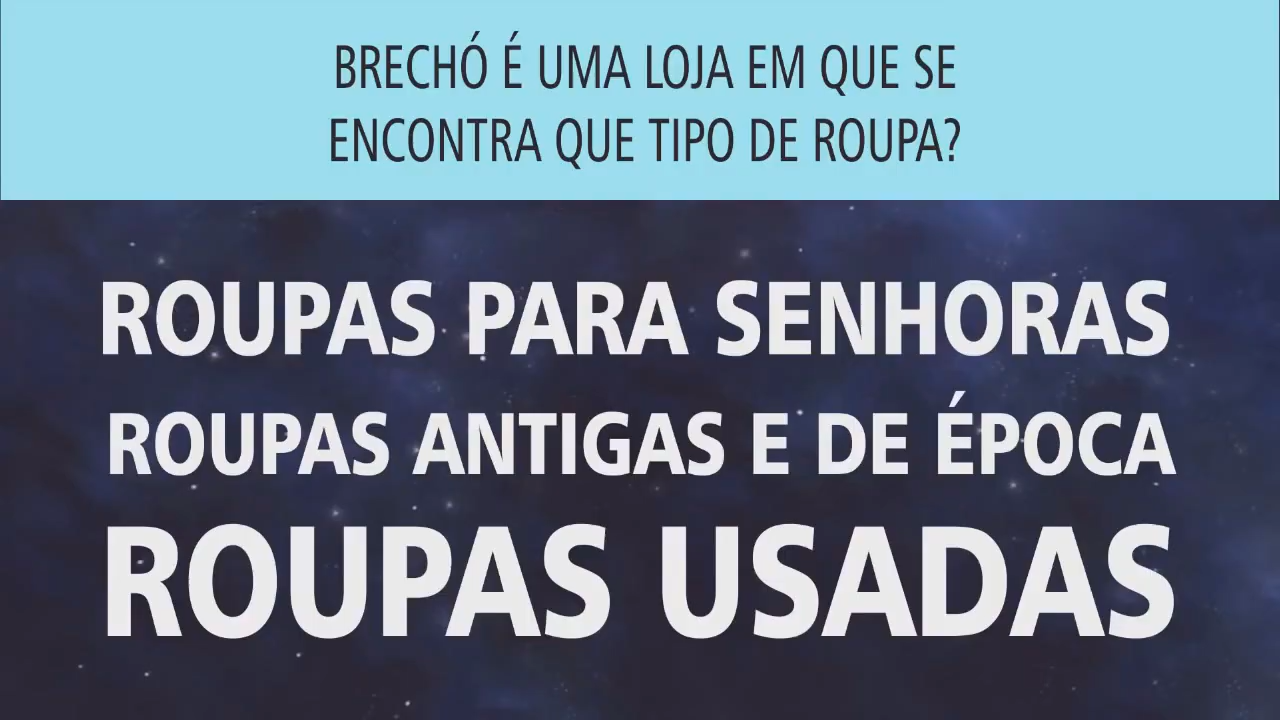 BRECHÓ É UMA LOJA EM QUE SE
ENCONTRA QUE TIPO DE ROUPA?
ROUPAS PARA SENHORAS
ROUPAS ANTIGAS E DE ÉPOCA
ROUPAS USADAS